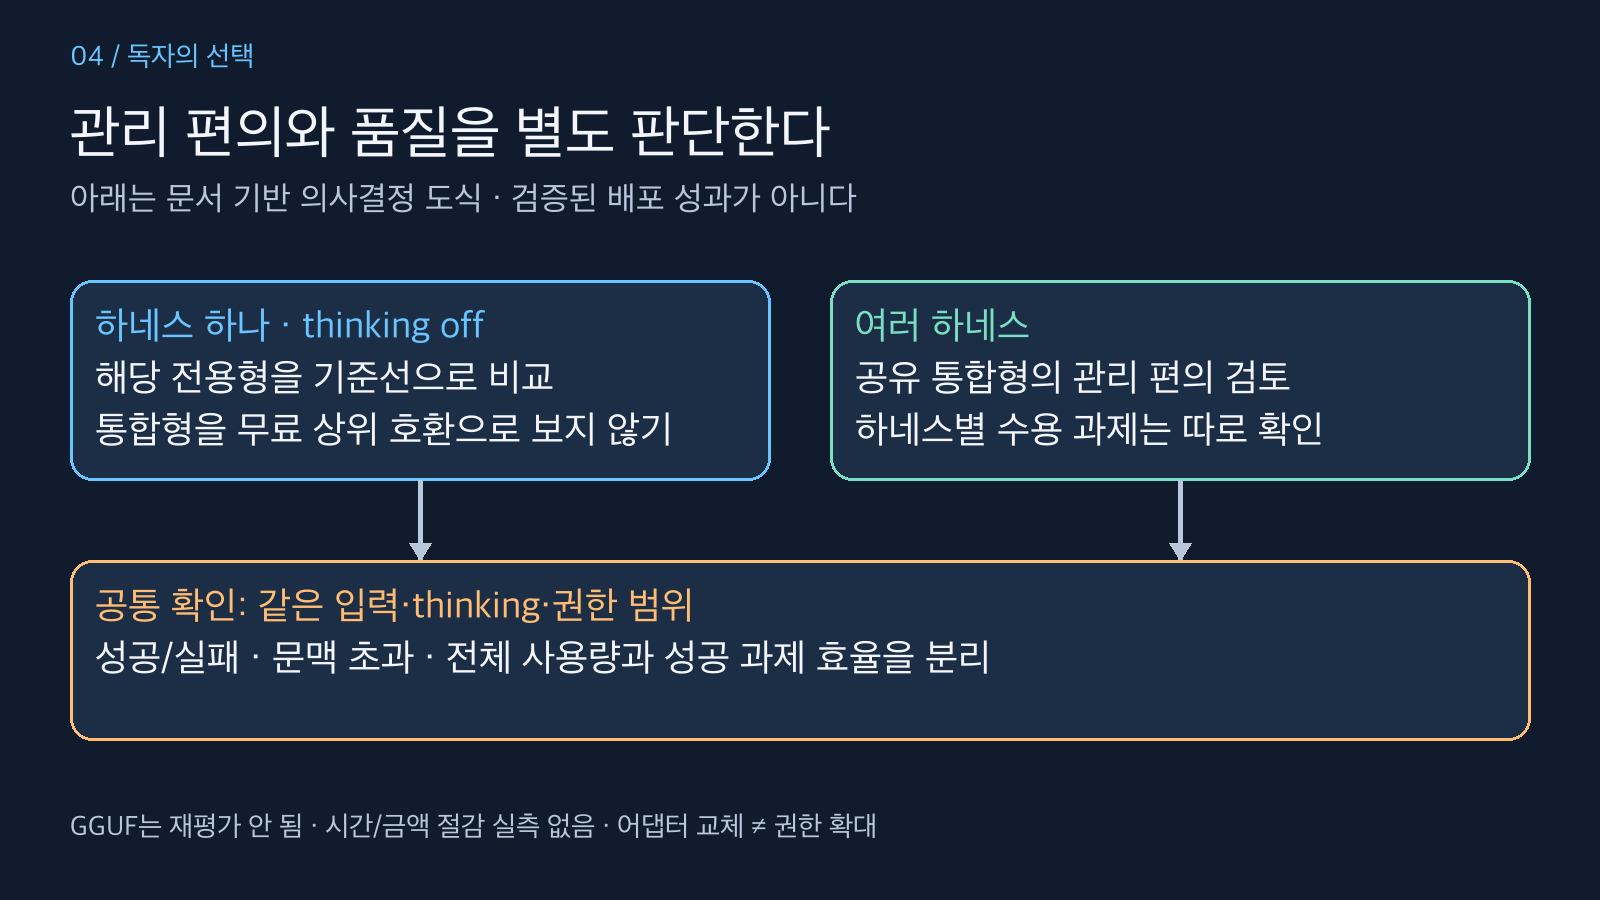 04 / 독자의 선택
관리 편의와 품질을 별도 판단한다
아래는 문서 기반 의사결정 도식 · 검증된 배포 성과가 아니다
하네스 하나 · thinking off
해당 전용형을 기준선으로 비교
통합형을 무료 상위 호환으로 보지 않기
여러 하네스
공유 통합형의 관리 편의 검토
하네스별 수용 과제는 따로 확인
공통 확인: 같은 입력·thinking·권한 범위
성공/실패 · 문맥 초과 · 전체 사용량과 성공 과제 효율을 분리
GGUF는 재평가 안 됨 · 시간/금액 절감 실측 없음 · 어댑터 교체 ≠ 권한 확대